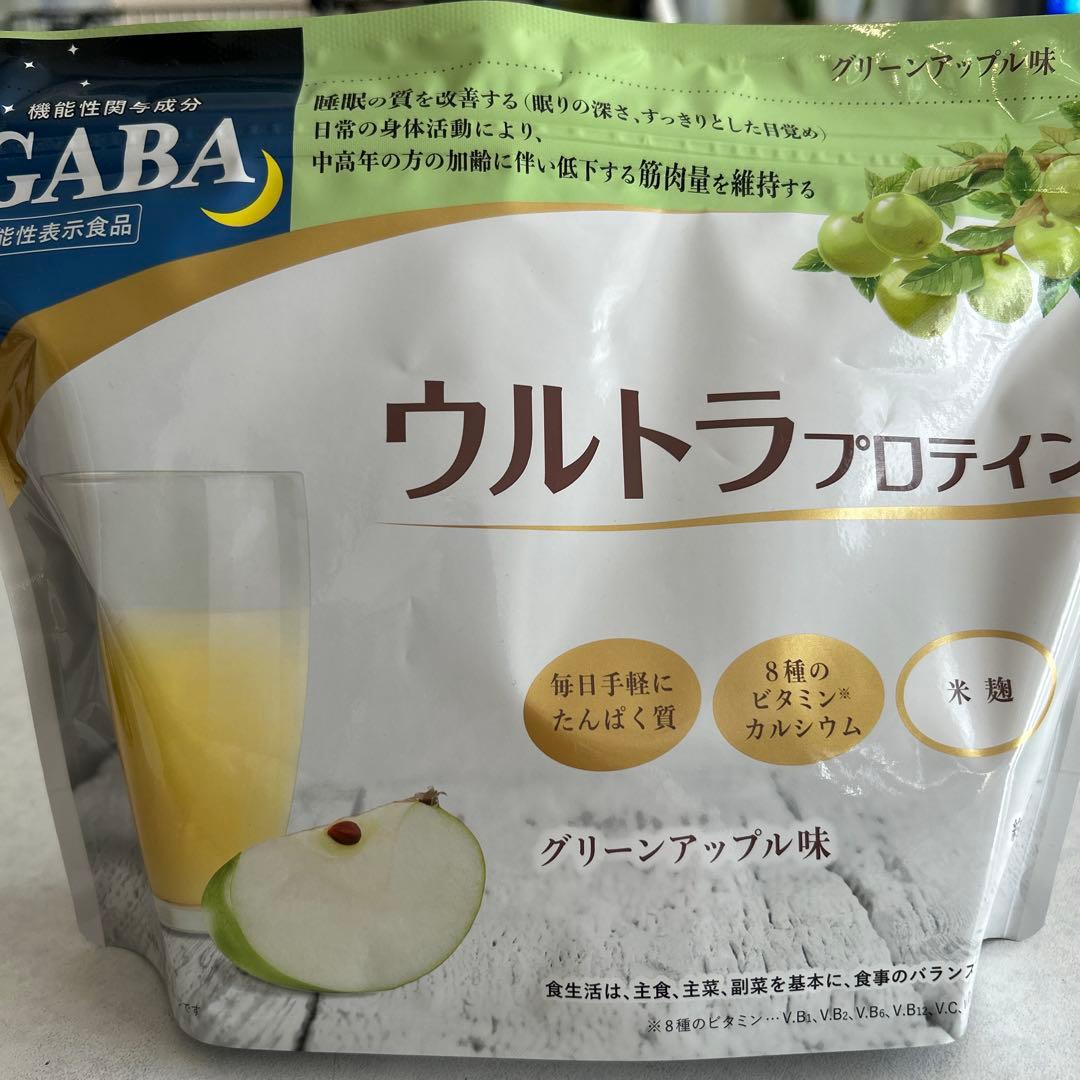 グリーンアップル味
機能性関与成分
GABA
能性表示食品
睡眠の質を改善する(眠りの深さ、すっきりとした目覚め)
日常の身体活動により、
中高年の方の加齢に伴い低下する筋肉量を維持する
ウルトラプロテイン
毎日手軽に
たんぱく質
8種の
ビタミン※
カルシウム
米麹
グリーンアップル味
食生活は、主食、主菜、副菜を基本に、食事のバランス
※8種のビタミン…V.B1、V.B2、V.B6、V.B12、V.C、
です